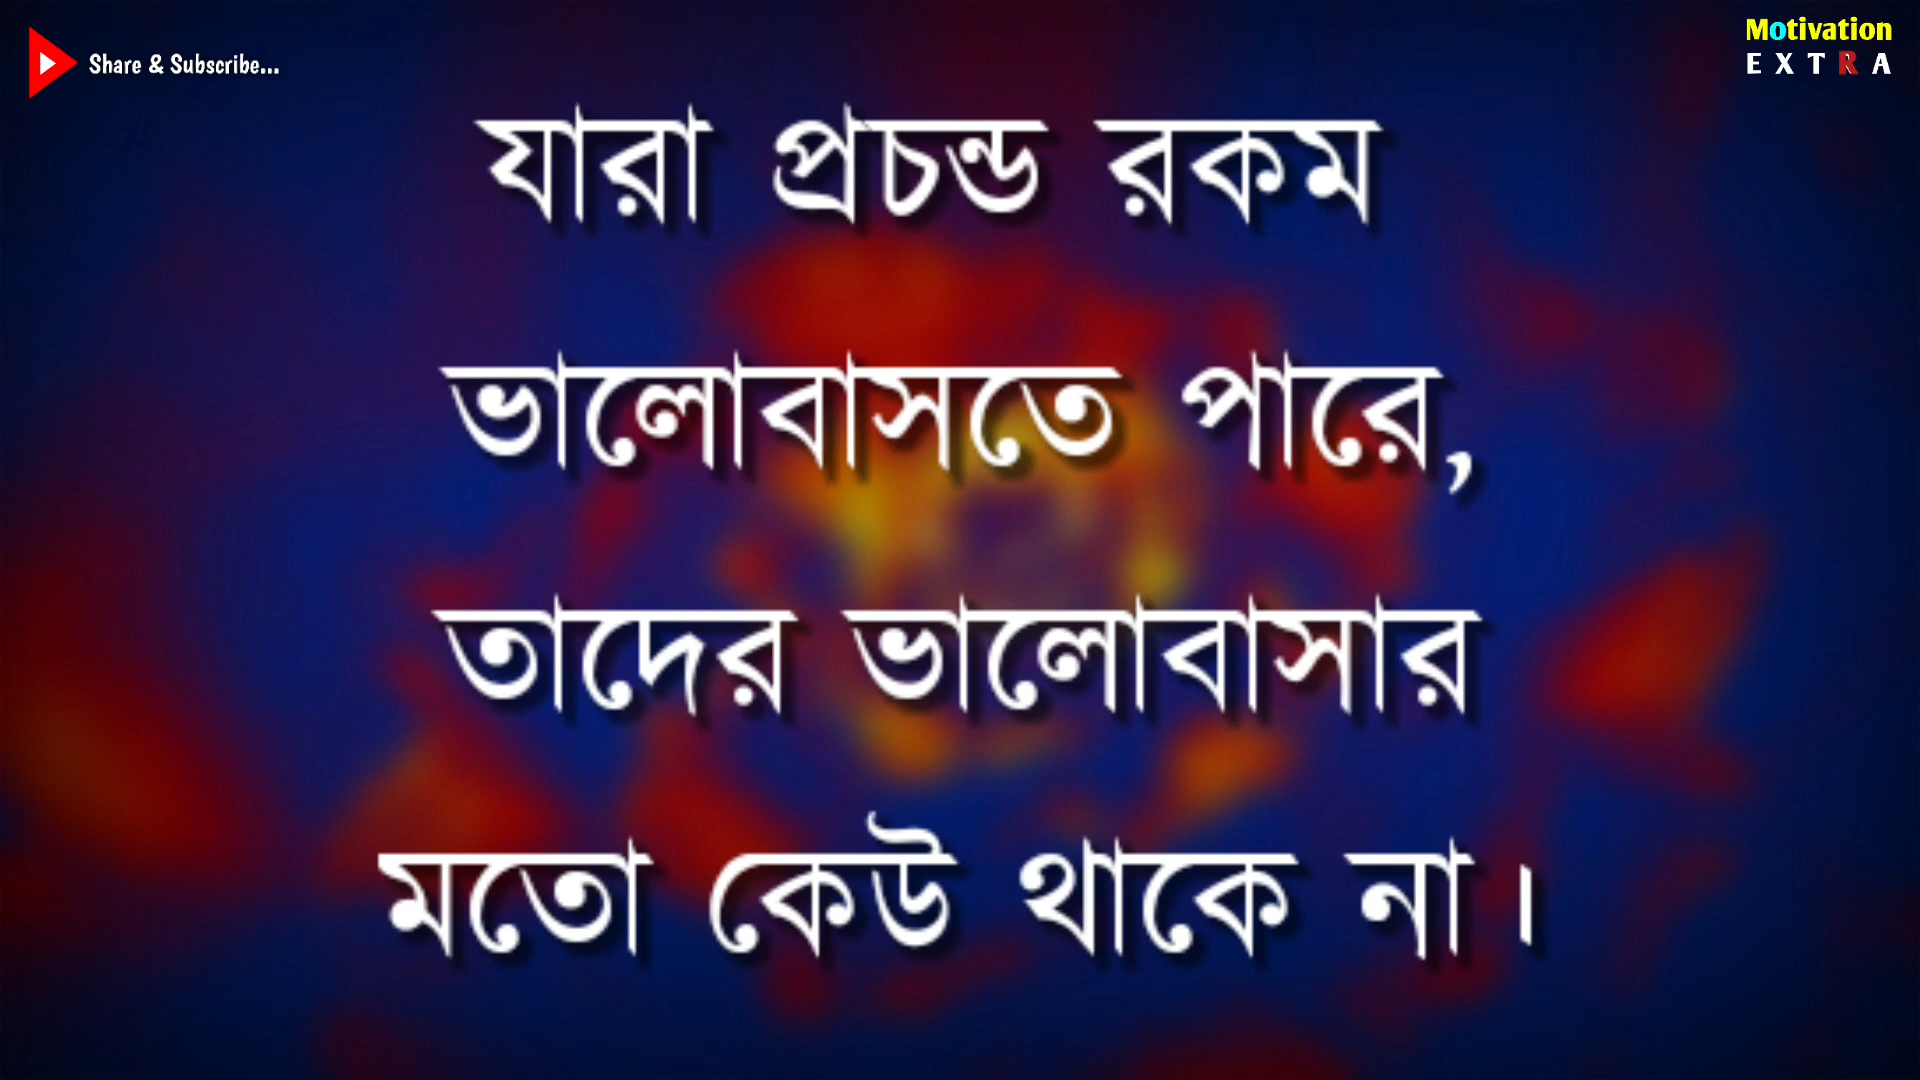 Share & Subscribe...
Motivation
EXTRA
যারা প্রচন্ড রকম
ভালোবাসতে পারে,
তাদের ভালোবাসার
মতো কেউ থাকে না।